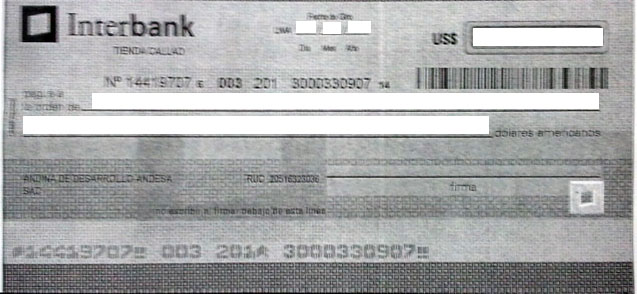 Interbank
TIENDA CALLAO
Fecha de Giro
LIMA
Día Mes Año
US$
Nº 14419707 6 003 201 3000330907 14
páguese a
la orden de
dólares americanos
ANDINA DE DESARROLLO ANDESA
SAC
RUC 20516323036
firma
no escribir ni firmar debajo de esta línea
14419707 003 201 3000330907